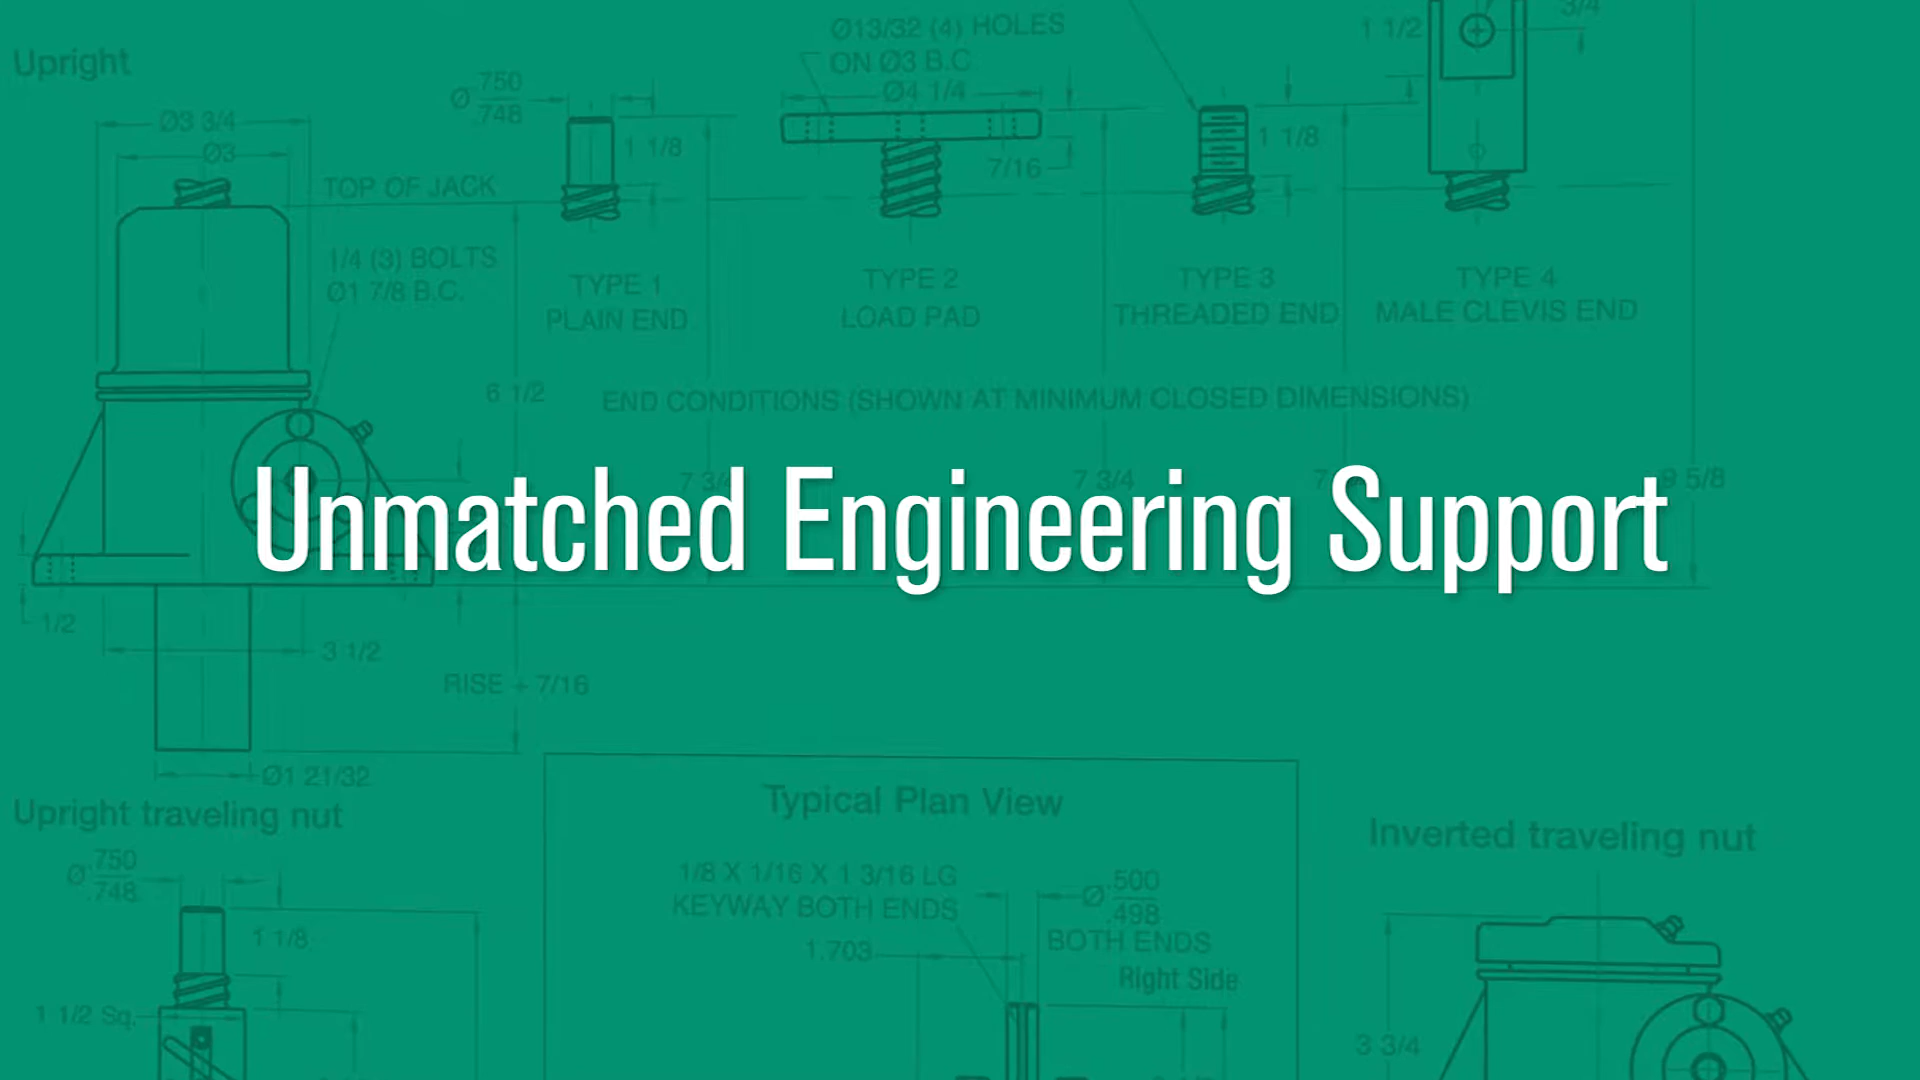 Upright
Ø13/32 (4) HOLES
ON Ø3 B.C
Ø4 1/4
1 1/2
3/4
Ø .750
.748
Ø3 3/4
Ø3
1 1/8
7/16
1 1/8
TOP OF JACK
1/4 (3) BOLTS
Ø1 7/8 B.C.
TYPE 1
PLAIN END
TYPE 2
LOAD PAD
TYPE 3
THREADED END
TYPE 4
MALE CLEVIS END
6 1/2
END CONDITIONS (SHOWN AT MINIMUM CLOSED DIMENSIONS)
7 3/4
7 3/4
9 5/8
Unmatched Engineering Support
1/2
3 1/2
RISE + 7/16
Ø1 21/32
Upright traveling nut
Typical Plan View
Inverted traveling nut
Ø .750
.748
1 1/8
1 1/2 Sq.
1/8 X 1/16 X 1 3/16 LG
KEYWAY BOTH ENDS
Ø .500
.498
BOTH ENDS
1.703
Right Side
3 3/4